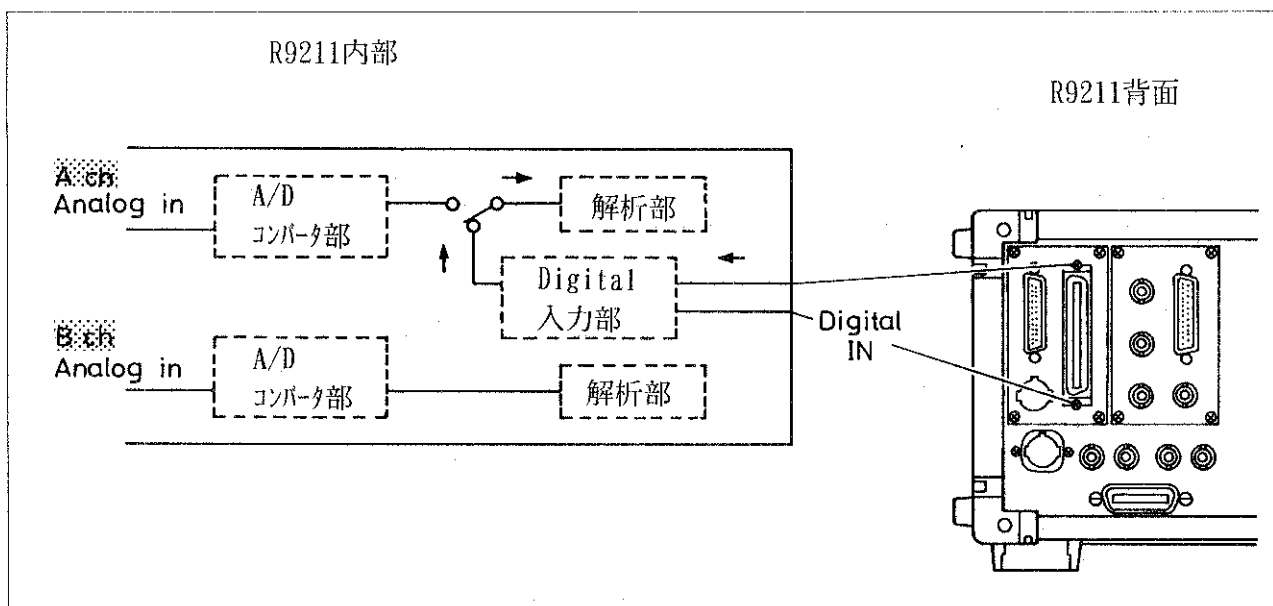 R9211内部
R9211背面
A ch
Analog in
A/D
コンバータ部
解析部
Digital
入力部
Digital
IN
B ch
Analog in
A/D
コンバータ部
解析部